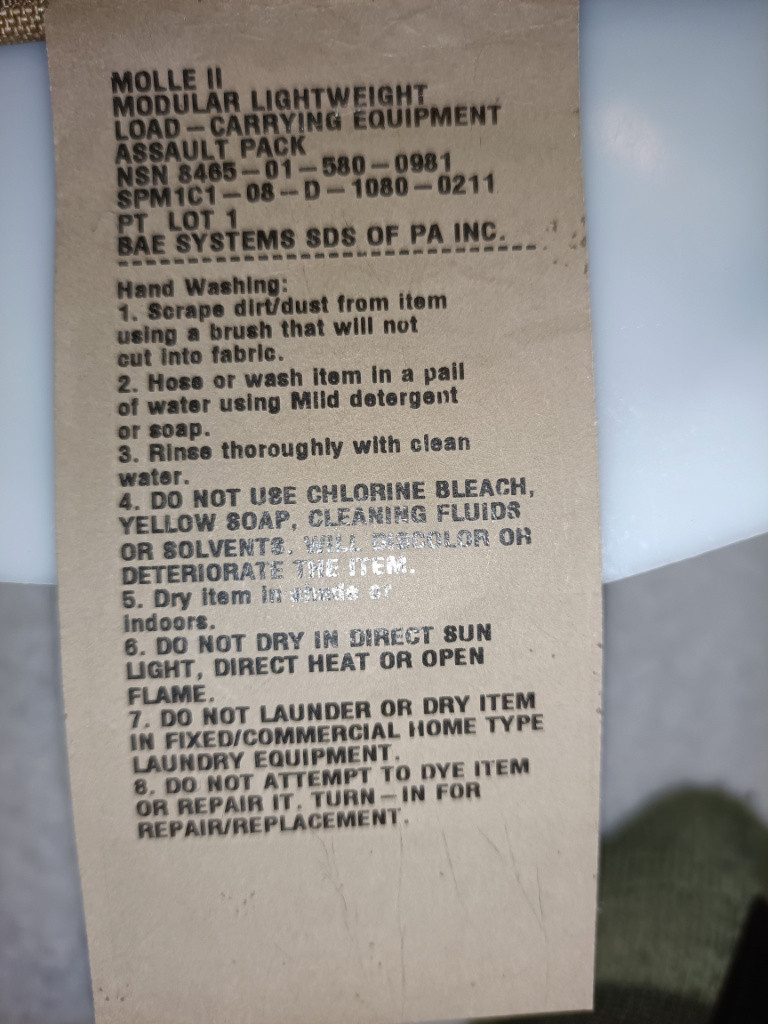 MOLLE II
MODULAR LIGHTWEIGHT
LOAD-CARRYING EQUIPMENT
ASSAULT PACK
NSN 8465-01-580-0981
SPM1C1-08-D-1080-0211
PT LOT 1
BAE SYSTEMS SDS OF PA INC.
Hand Washing:
1. Scrape dirt/dust from item
using a brush that will not
cut into fabric.
2. Hose or wash item in a pail
of water using Mild detergent
or soap.
3. Rinse thoroughly with clean
water.
4. DO NOT USE CHLORINE BLEACH,
YELLOW SOAP, CLEANING FLUIDS
OR SOLVENTS. WILL DISCOLOR OR
DETERIORATE THE ITEM.
5. Dry item in shade or
indoors.
6. DO NOT DRY IN DIRECT SUN
LIGHT, DIRECT HEAT OR OPEN
FLAME.
7. DO NOT LAUNDER OR DRY ITEM
IN FIXED/COMMERCIAL HOME TYPE
LAUNDRY EQUIPMENT.
8. DO NOT ATTEMPT TO DYE ITEM
OR REPAIR IT. TURN-IN FOR
REPAIR/REPLACEMENT.